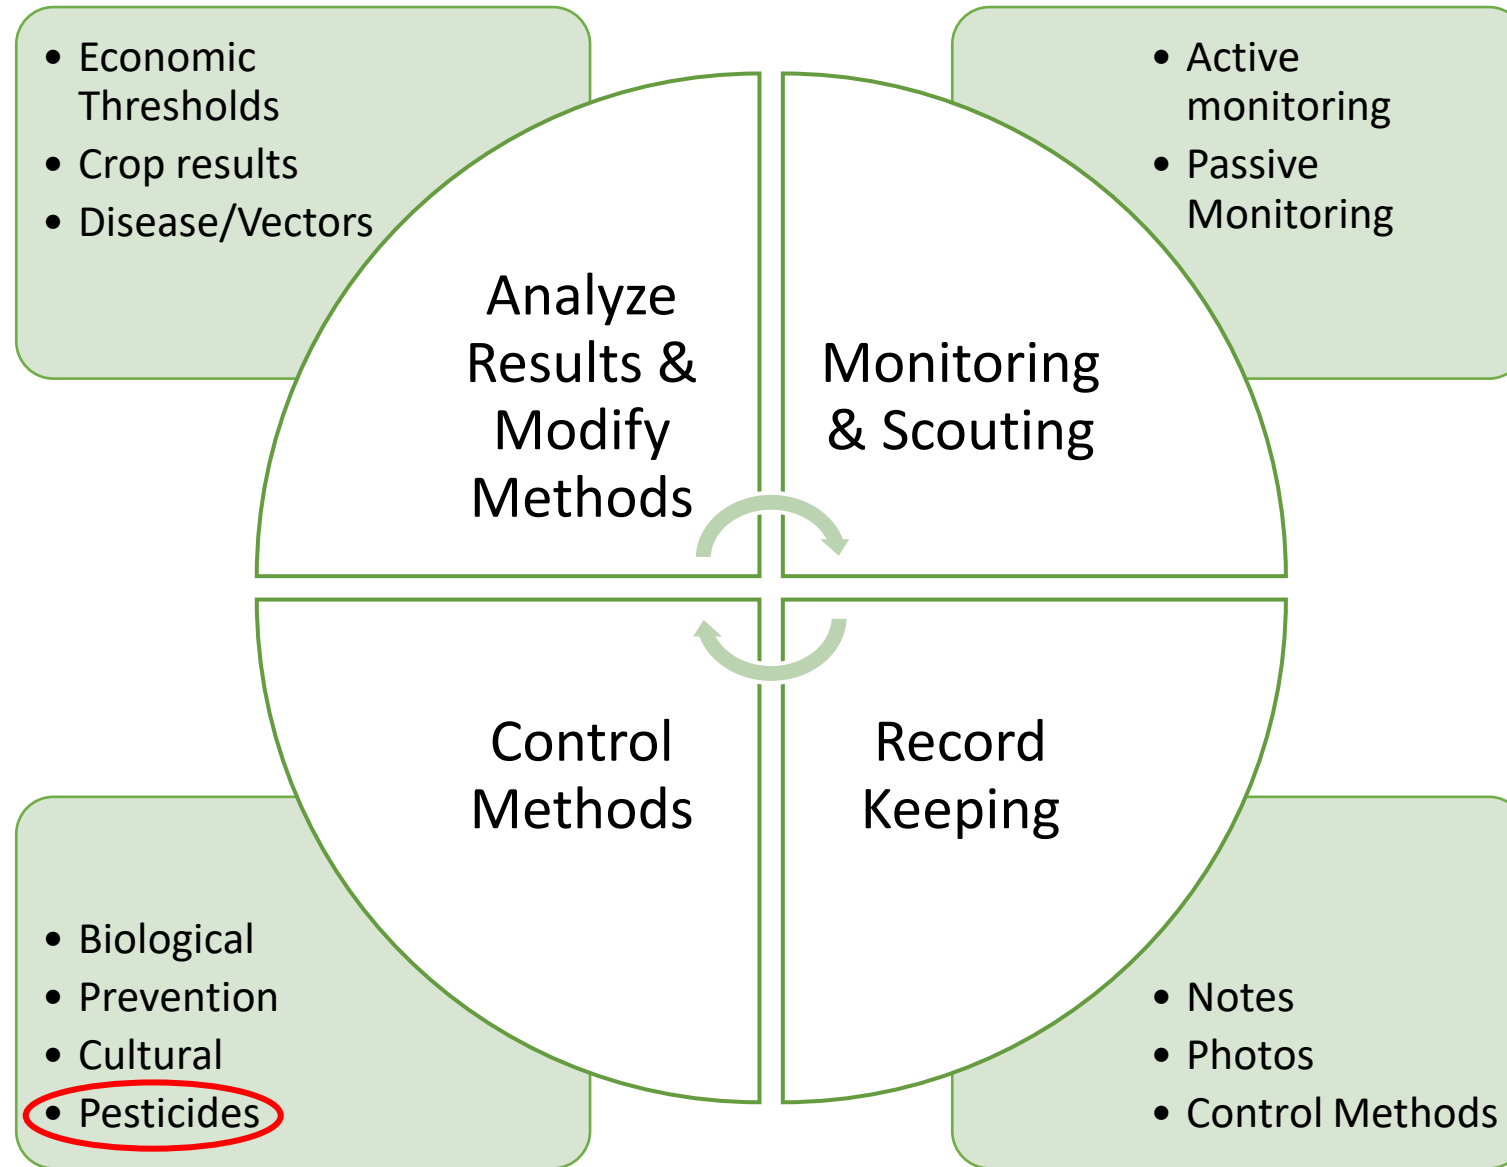 • Economic
Thresholds
• Crop results
• Disease/Vectors
Analyze
Results &
Modify
Methods
• Active
monitoring
• Passive
Monitoring
Monitoring
& Scouting
Control
Methods
• Biological
• Prevention
• Cultural
• Pesticides
Record
Keeping
• Notes
• Photos
• Control Methods